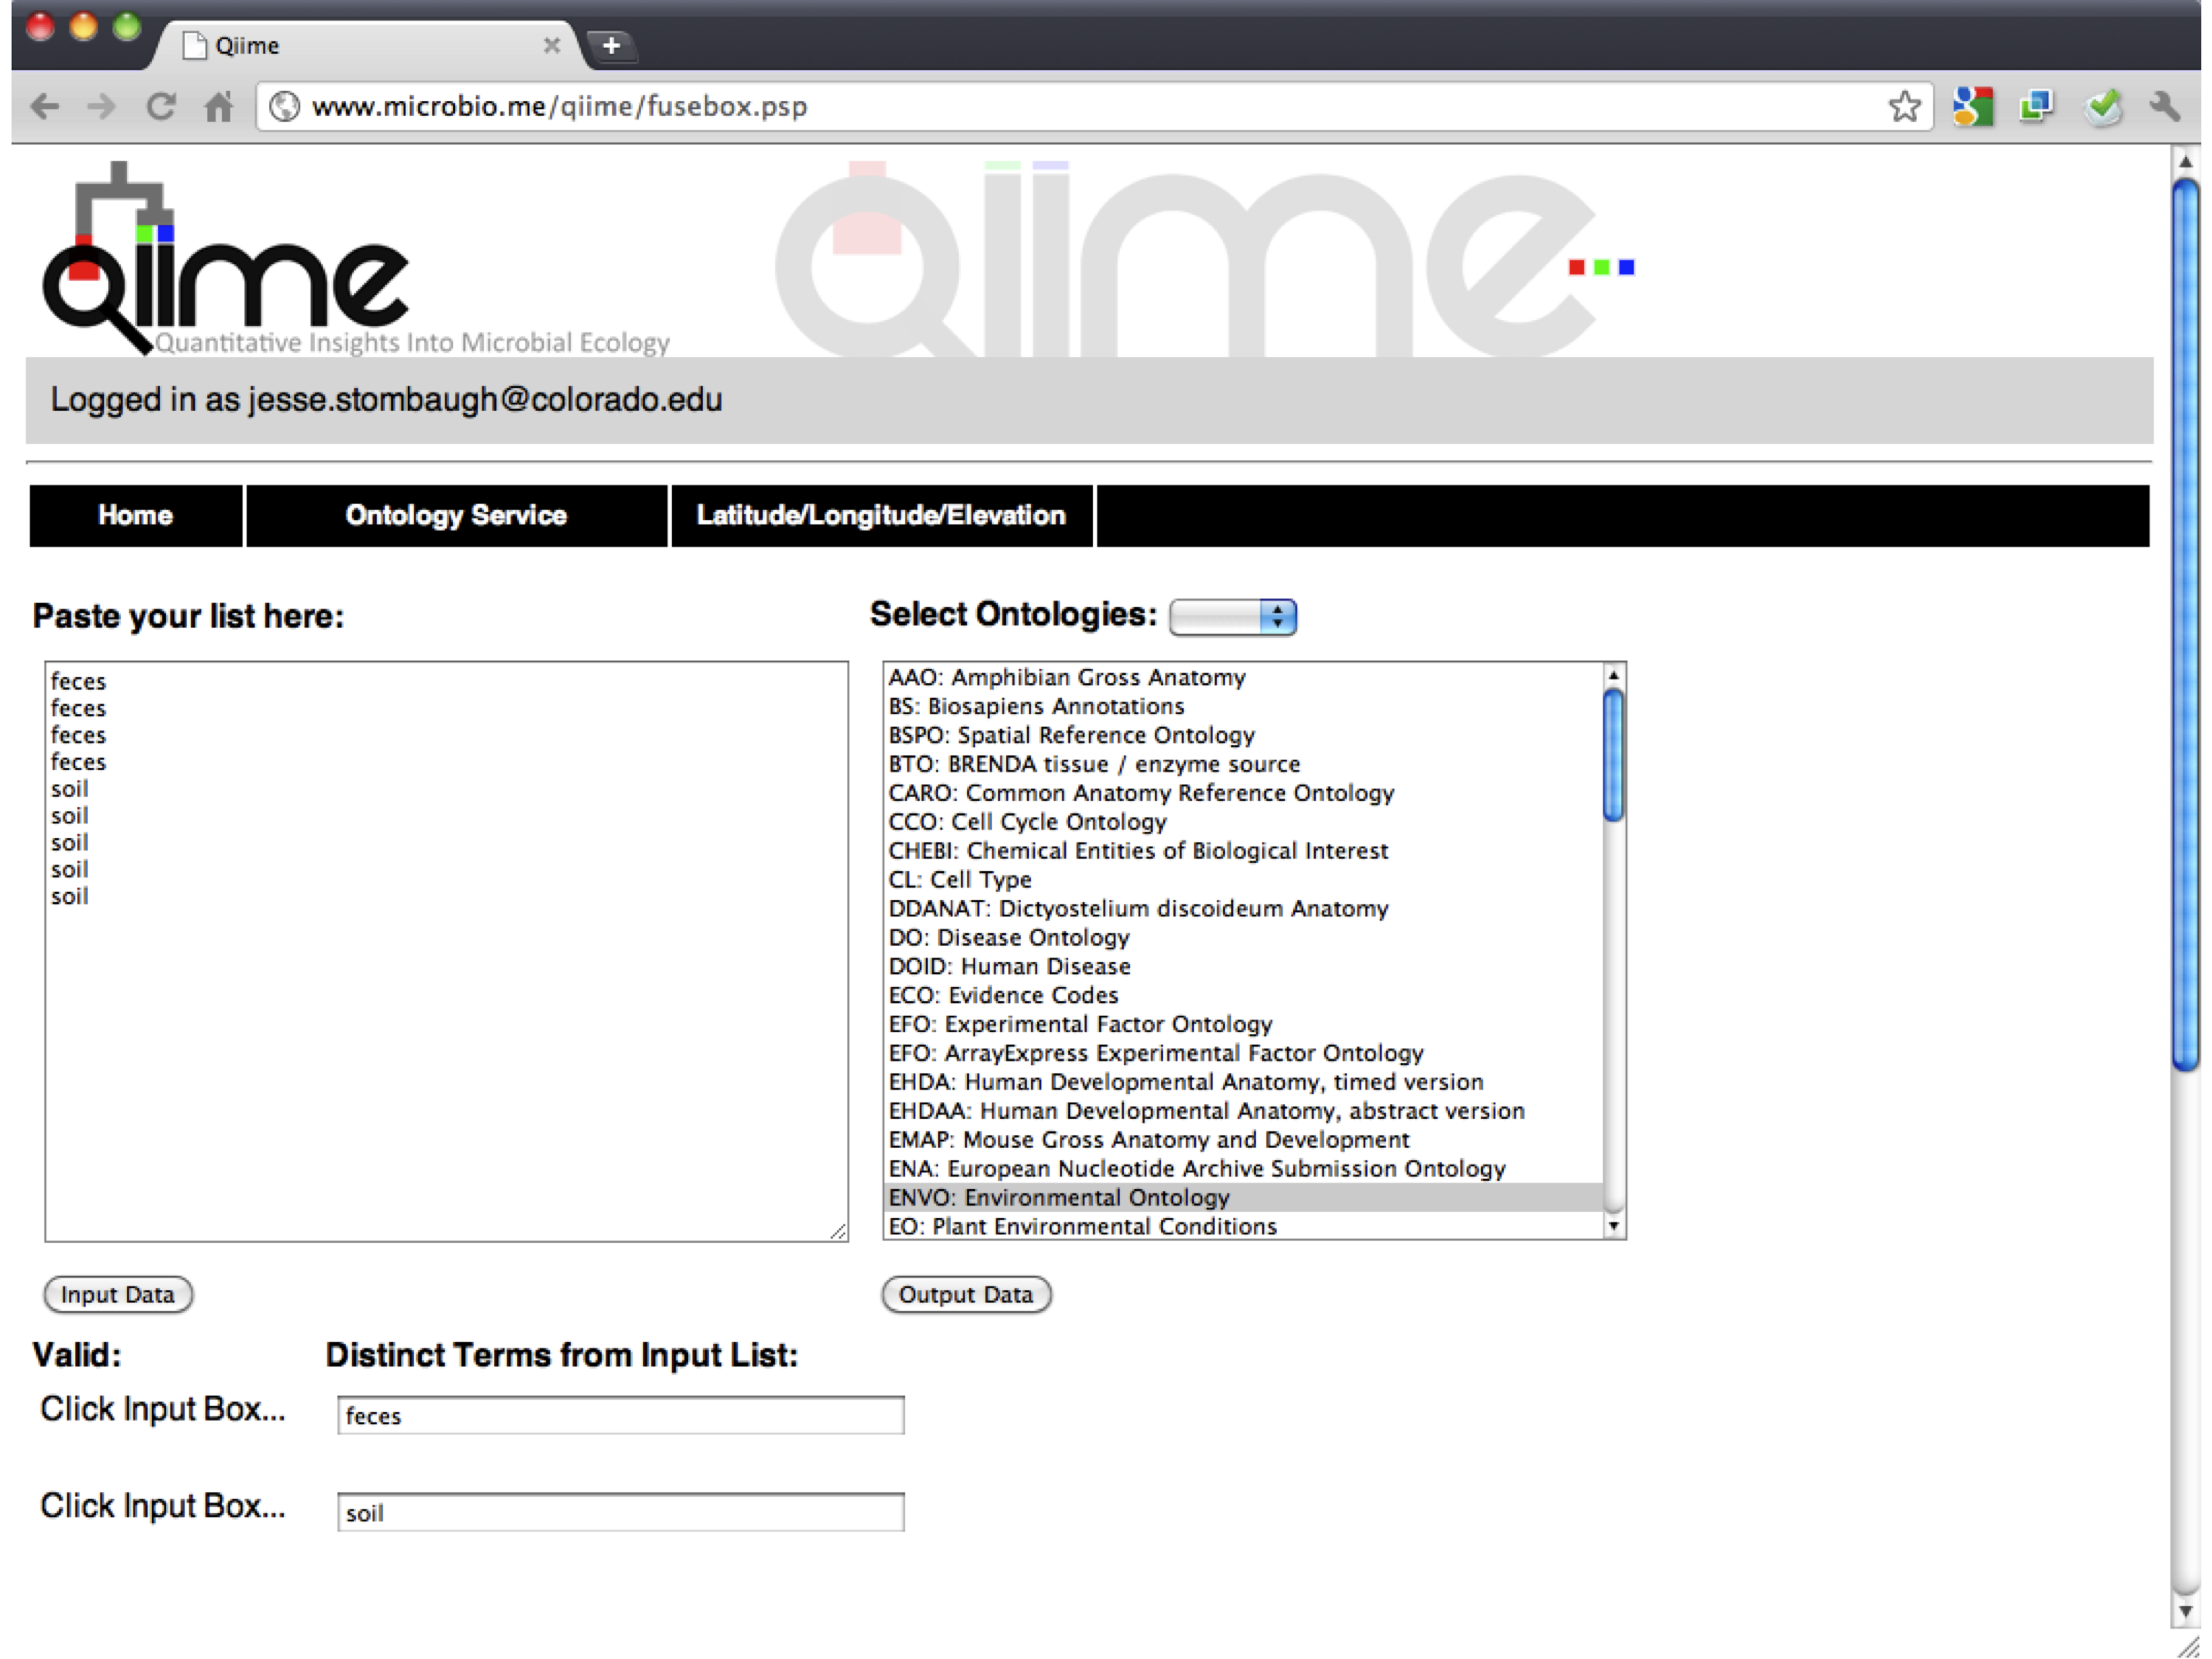 Qiime
www.microbio.me/qiime/fusebox.psp
qiime
Quantitative Insights Into Microbial Ecology
qiime
Logged in as jesse.stombaugh@colorado.edu
Home Ontology Service Latitude/Longitude/Elevation
Paste your list here:
feces
feces
feces
feces
soil
soil
soil
soil
soil
Select Ontologies:
AAO: Amphibian Gross Anatomy
BS: Biosapiens Annotations
BSPO: Spatial Reference Ontology
BTO: BRENDA tissue / enzyme source
CARO: Common Anatomy Reference Ontology
CCO: Cell Cycle Ontology
CHEBI: Chemical Entities of Biological Interest
CL: Cell Type
DDANAT: Dictyostelium discoideum Anatomy
DO: Disease Ontology
DOID: Human Disease
ECO: Evidence Codes
EFO: Experimental Factor Ontology
EFO: ArrayExpress Experimental Factor Ontology
EHDA: Human Developmental Anatomy, timed version
EHDAA: Human Developmental Anatomy, abstract version
EMAP: Mouse Gross Anatomy and Development
ENA: European Nucleotide Archive Submission Ontology
ENVO: Environmental Ontology
EO: Plant Environmental Conditions
Input Data
Output Data
Valid: Distinct Terms from Input List:
Click Input Box... feces
Click Input Box... soil